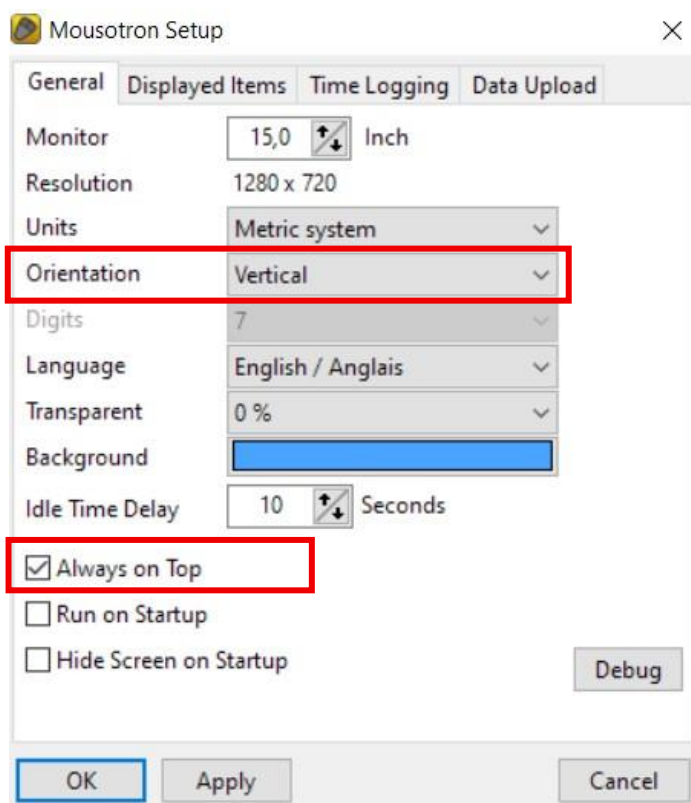 Mousotron Setup
General Displayed Items Time Logging Data Upload
Monitor 15,0 Inch
Resolution 1280 x 720
Units Metric system
Orientation Vertical
Digits 7
Language English / Anglais
Transparent 0 %
Background
Idle Time Delay 10 Seconds
Always on Top
Run on Startup
Hide Screen on Startup
Debug
OK Apply Cancel